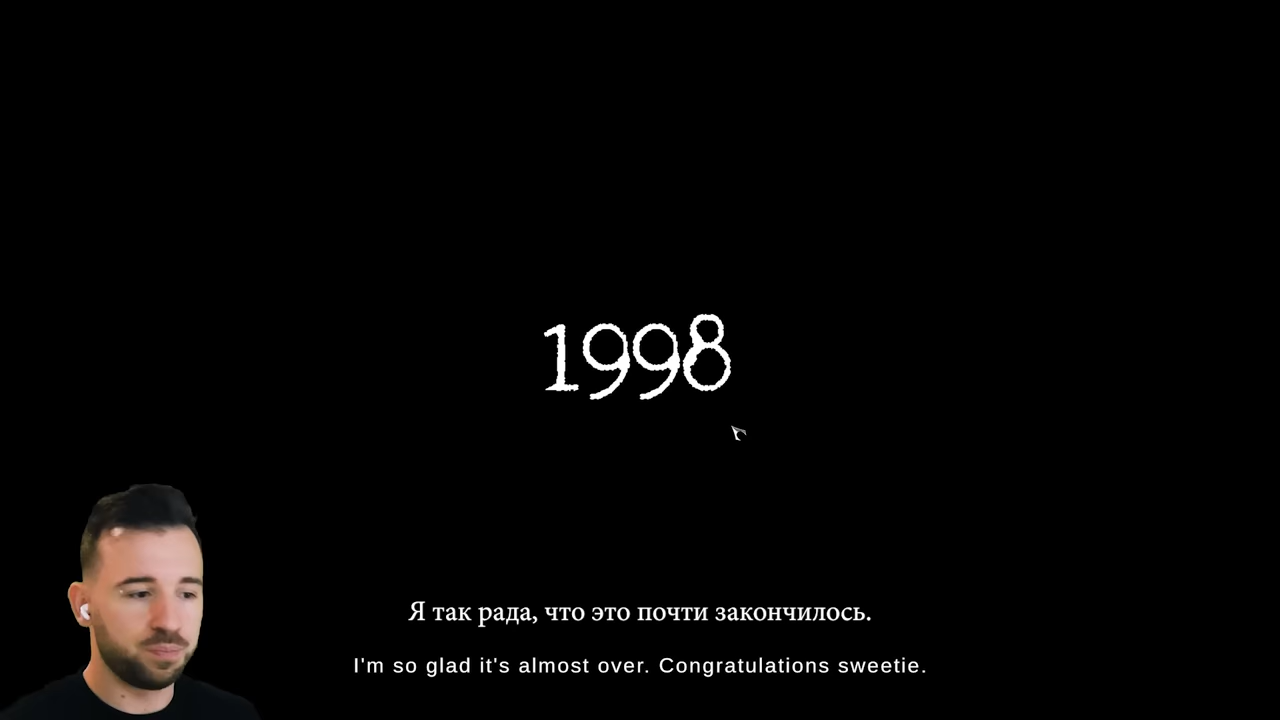 1998
Я так рада, что это почти закончилось.
I'm so glad it's almost over. Congratulations sweetie.